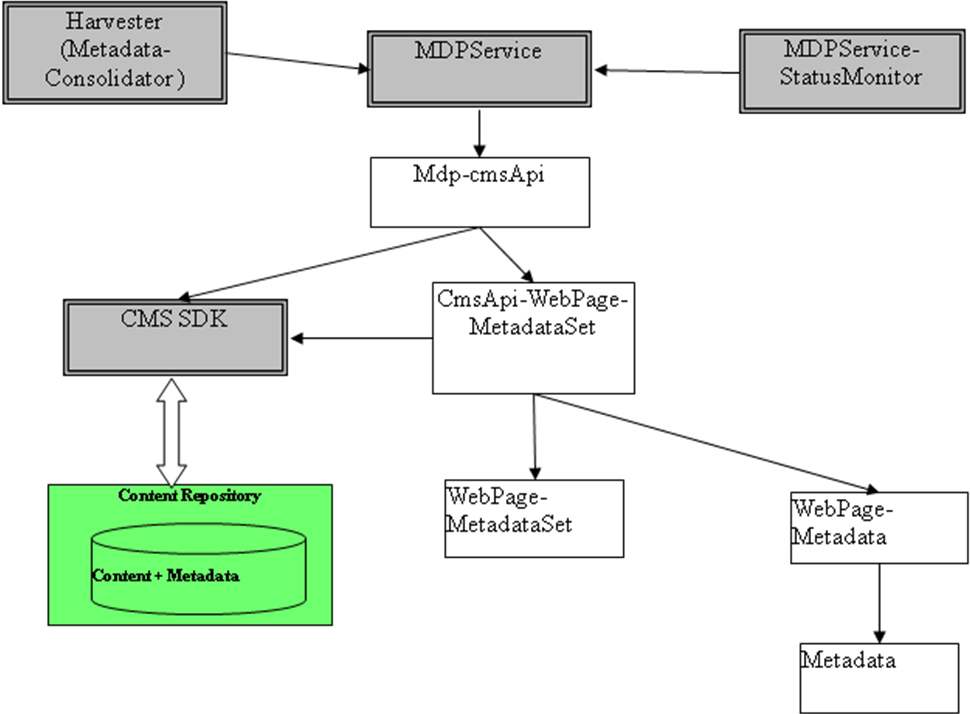 Harvester
(Metadata-
Consolidator )
MDPService
MDPService-
StatusMonitor
Mdp-cmsApi
CMS SDK
CmsApi-WebPage-
MetadataSet
Content Repository
Content + Metadata
WebPage-
MetadataSet
WebPage-
Metadata
Metadata